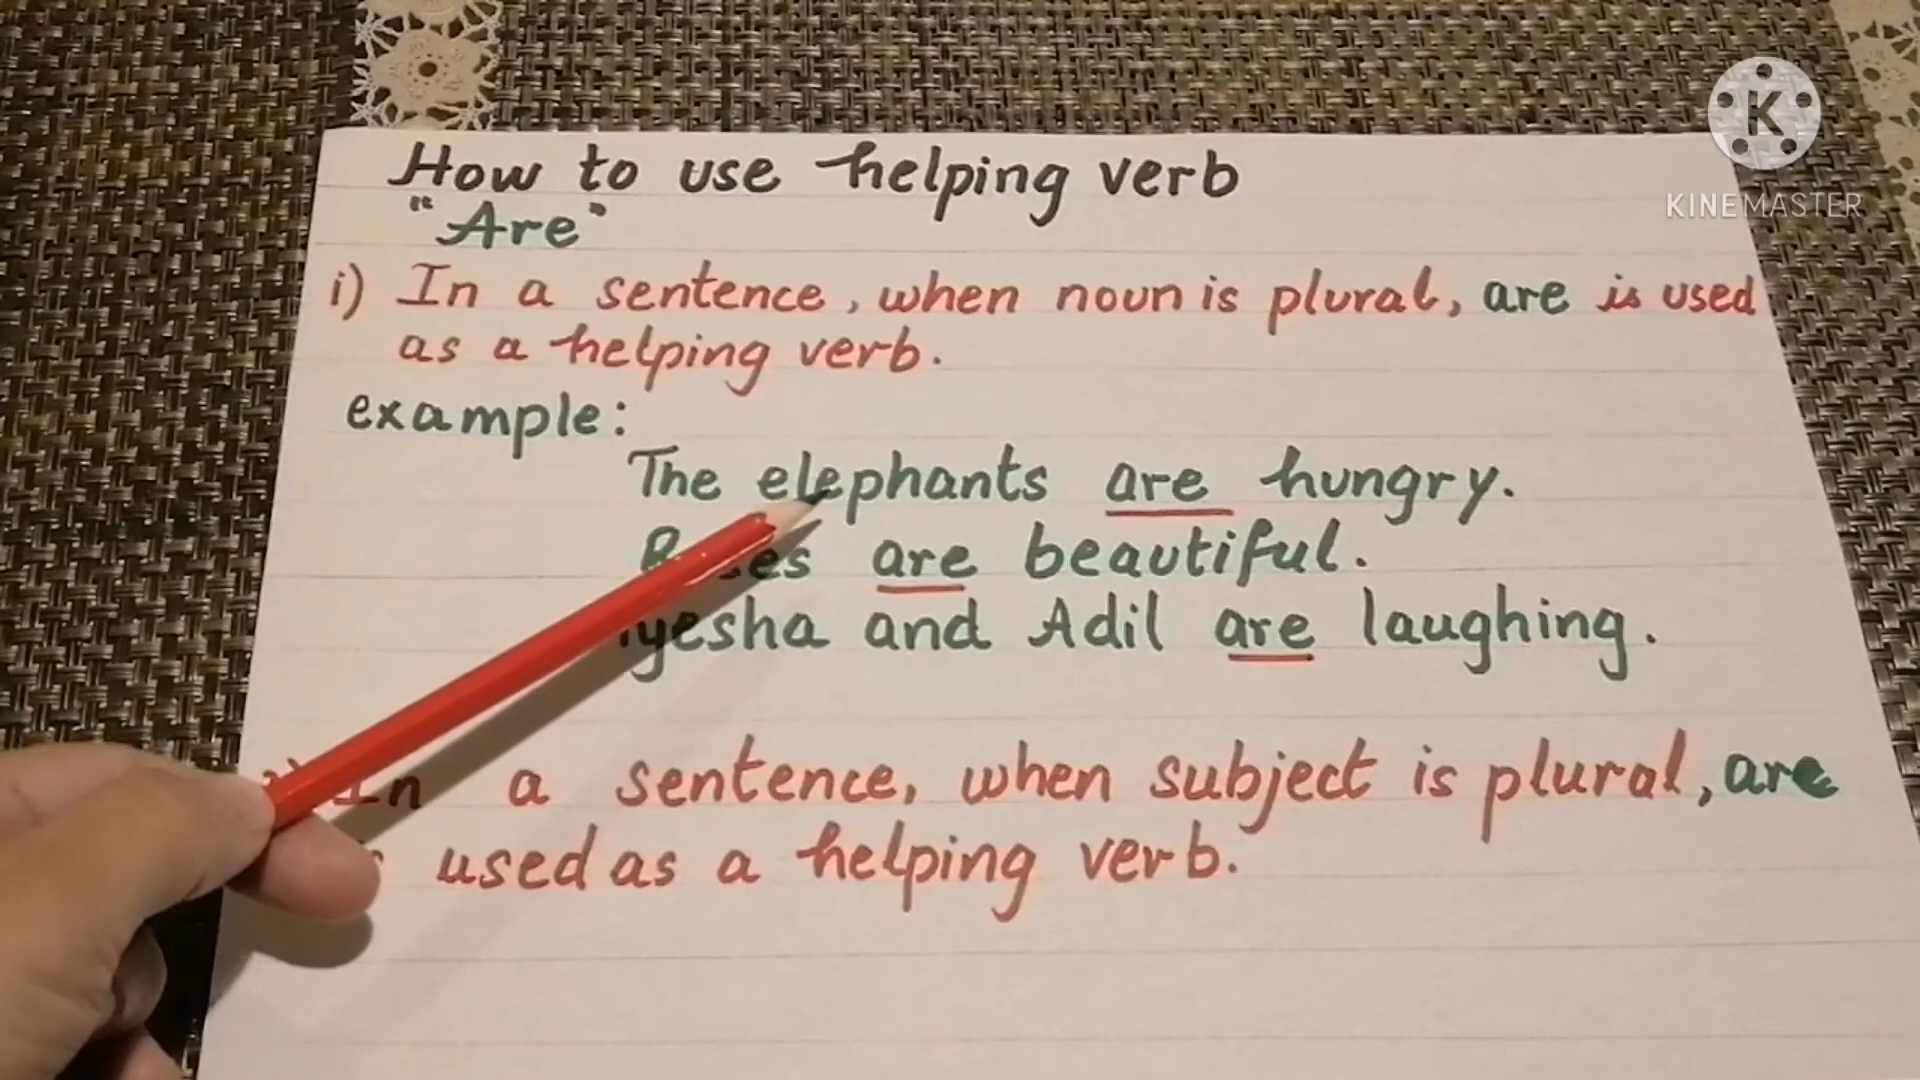 How to use helping verb
"Are"
i) In a sentence, when noun is plural, are is used
as a helping verb.
example:
The elephants are hungry.
are beautiful.
and Adil are laughing.
In a sentence, when subject is plural, are
used as a helping verb.
K
KINEMASTER